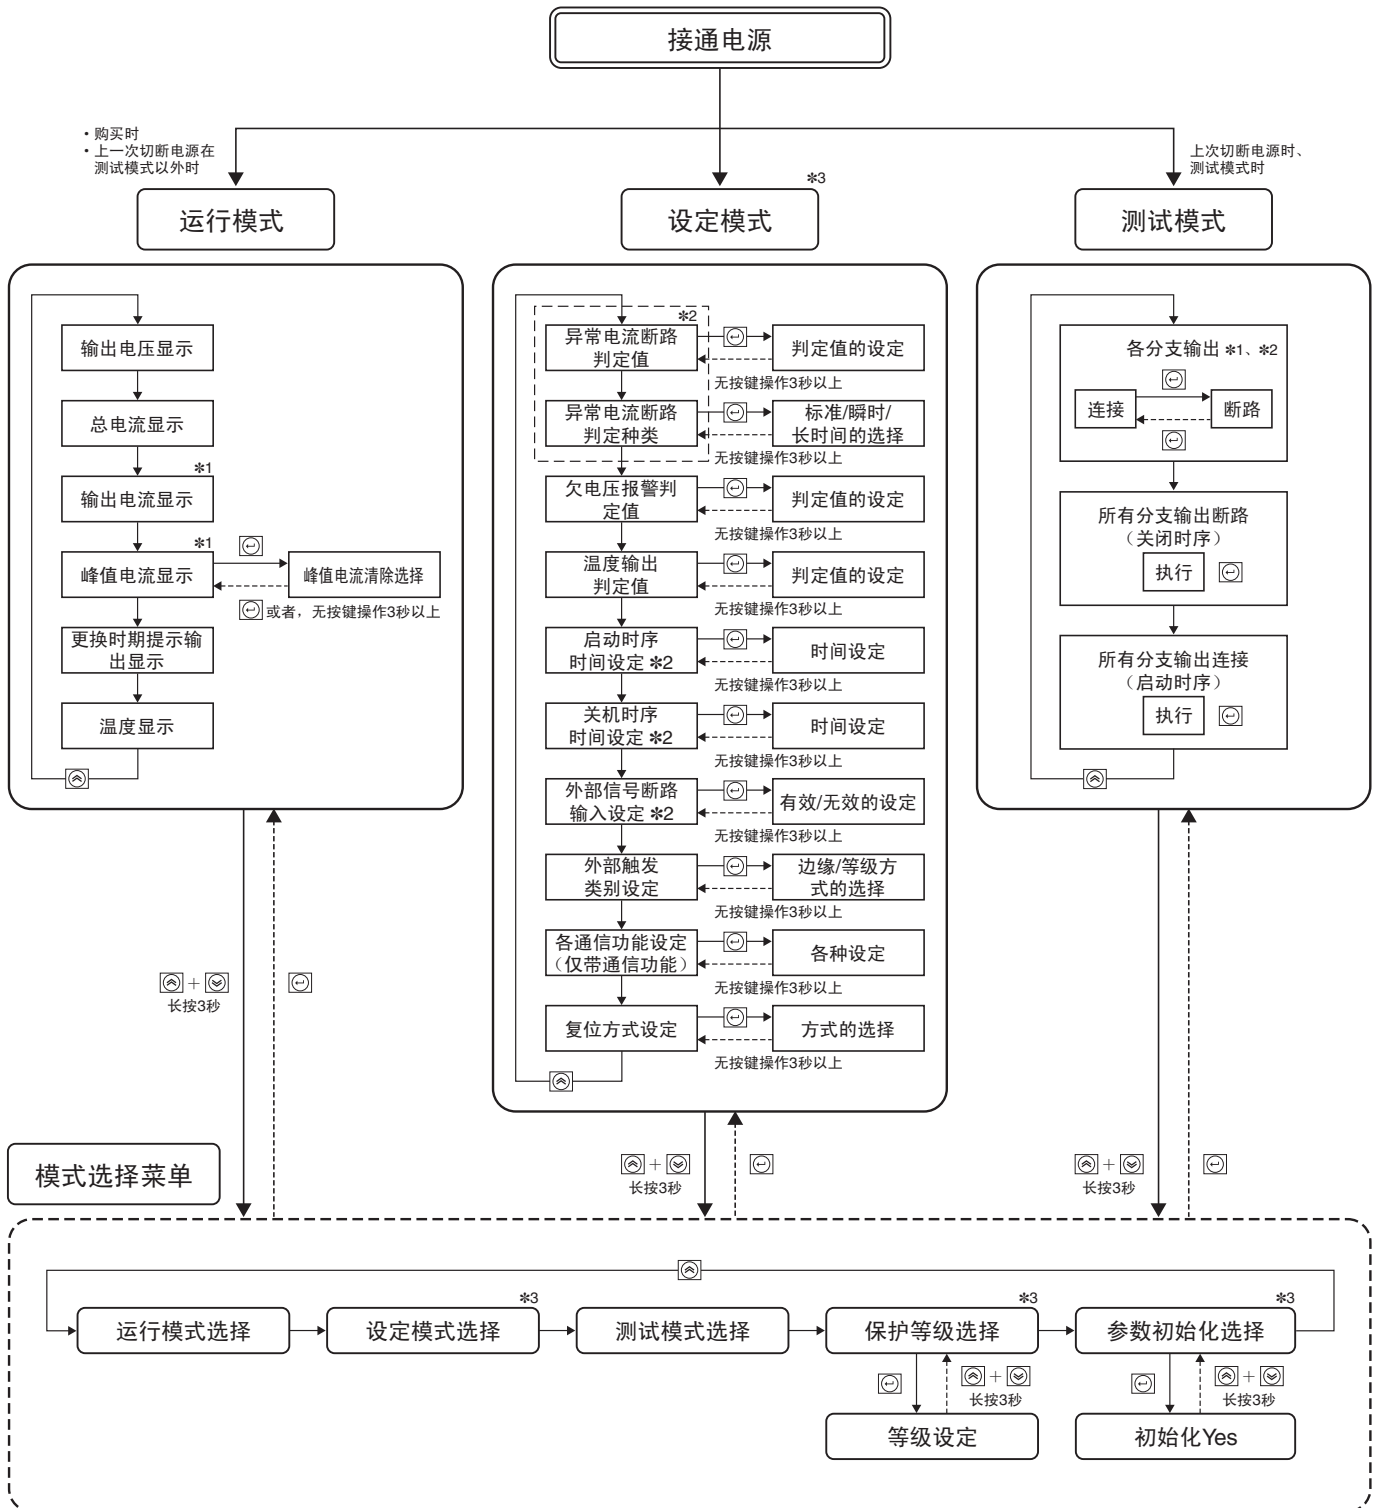 接通电源
•购买时
•上一次切断电源在
测试模式以外时
上次切断电源时、
测试模式时
运行模式
✽3
设定模式
测试模式
输出电压显示
总电流显示
✽1
输出电流显示
✽1
峰值电流显示
峰值电流清除选择
或者，无按键操作3秒以上
更换时期提示输
出显示
温度显示
✽2
异常电流断路
判定值
判定值的设定
无按键操作3秒以上
异常电流断路
判定种类
标准/瞬时/
长时间的选择
无按键操作3秒以上
欠电压报警判
定值
判定值的设定
无按键操作3秒以上
温度输出
判定值
判定值的设定
无按键操作3秒以上
启动时序
时间设定 ✽2
时间设定
无按键操作3秒以上
关机时序
时间设定 ✽2
时间设定
无按键操作3秒以上
外部信号断路
输入设定 ✽2
有效/无效的设定
无按键操作3秒以上
外部触发
类别设定
边缘/等级方
式的选择
无按键操作3秒以上
各通信功能设定
（仅带通信功能）
各种设定
无按键操作3秒以上
复位方式设定
方式的选择
无按键操作3秒以上
各分支输出 ✽1、✽2
连接
断路
所有分支输出断路
（关闭时序）
执行
所有分支输出连接
（启动时序）
执行
+
长按3秒
+
长按3秒
+
长按3秒
模式选择菜单
运行模式选择
✽3
设定模式选择
测试模式选择
✽3
保护等级选择
✽3
参数初始化选择
+
长按3秒
+
长按3秒
等级设定
初始化Yes